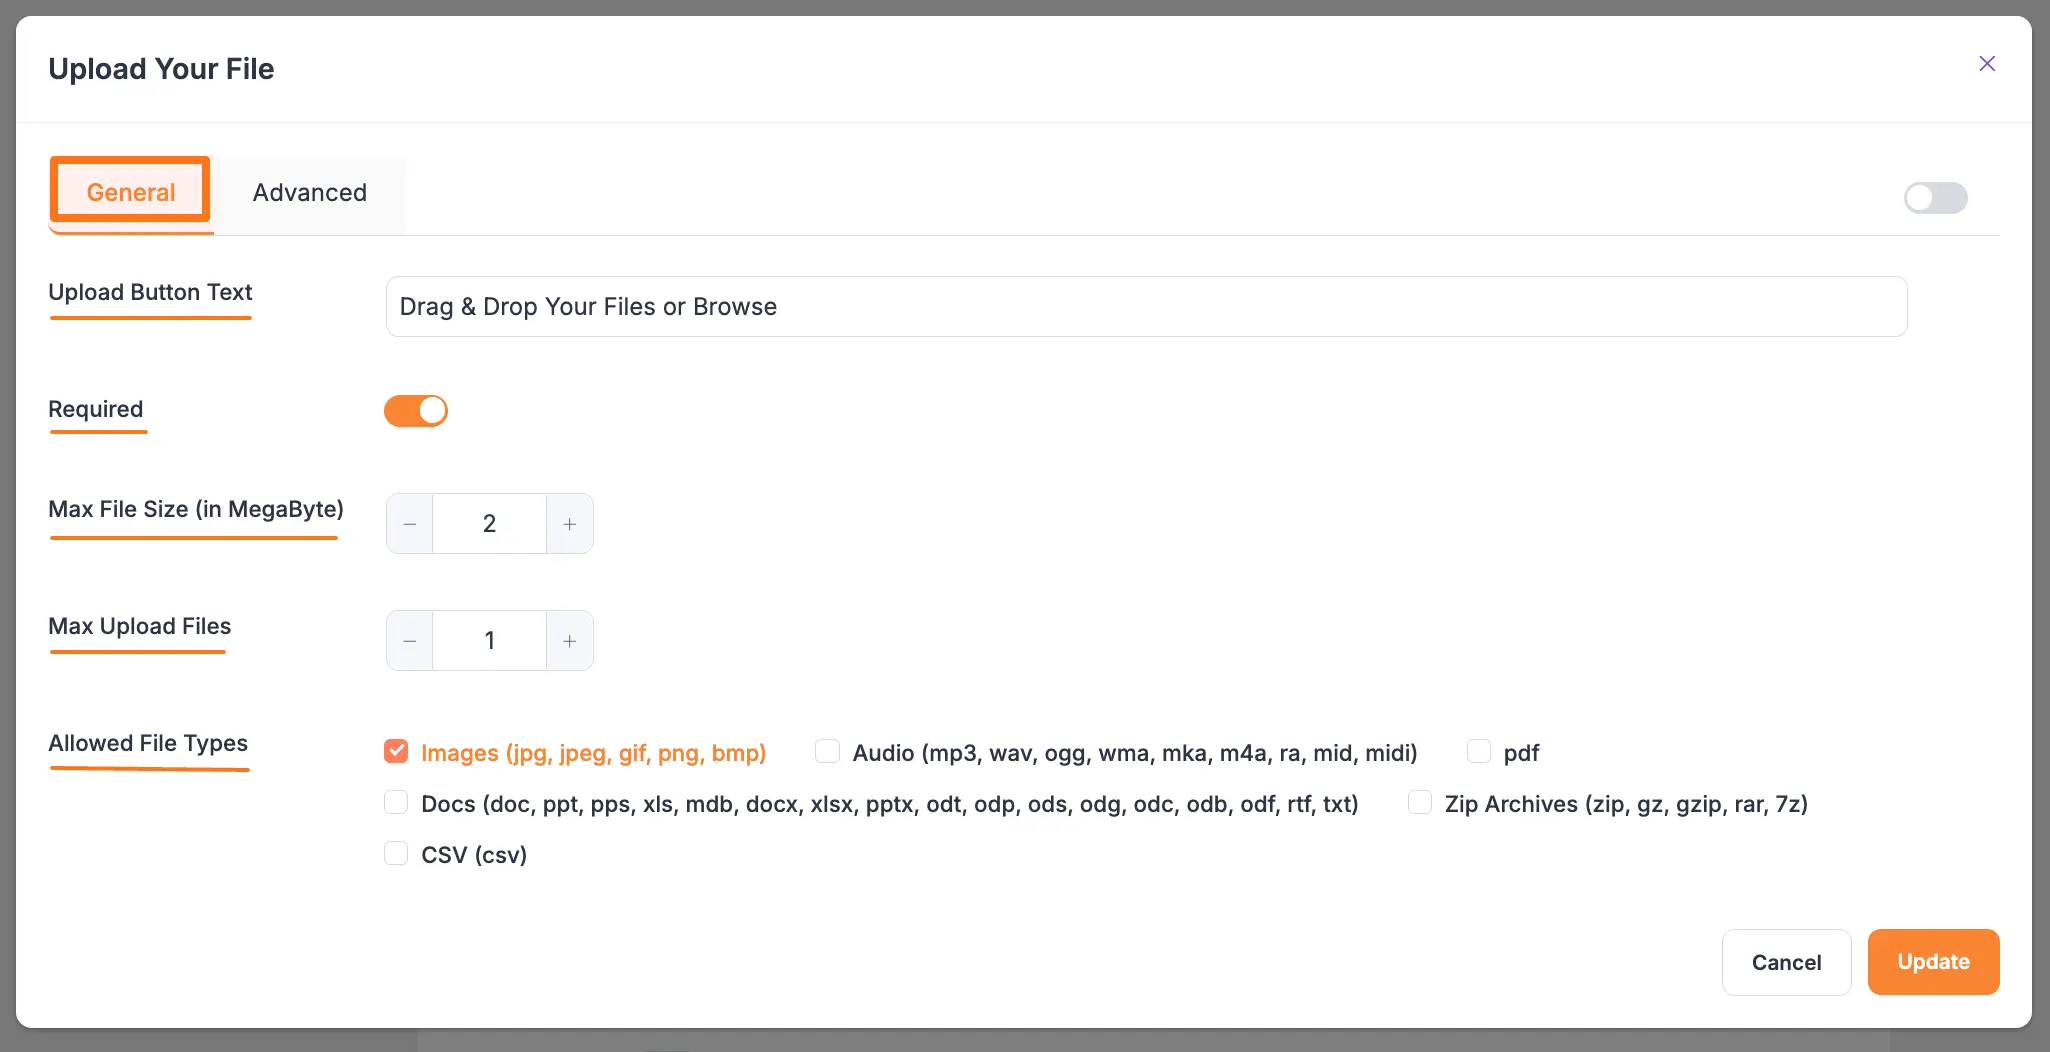 Upload Your File
General Advanced
Upload Button Text Drag & Drop Your Files or Browse
Required
Max File Size (in MegaByte) − 2 +
Max Upload Files − 1 +
Allowed File Types Images (jpg, jpeg, gif, png, bmp) Audio (mp3, wav, ogg, wma, mka, m4a, ra, mid, midi) pdf
Docs (doc, ppt, pps, xls, mdb, docx, xlsx, pptx, odt, odp, ods, odg, odc, odb, odf, rtf, txt) Zip Archives (zip, gz, gzip, rar, 7z)
CSV (csv)
Cancel Update